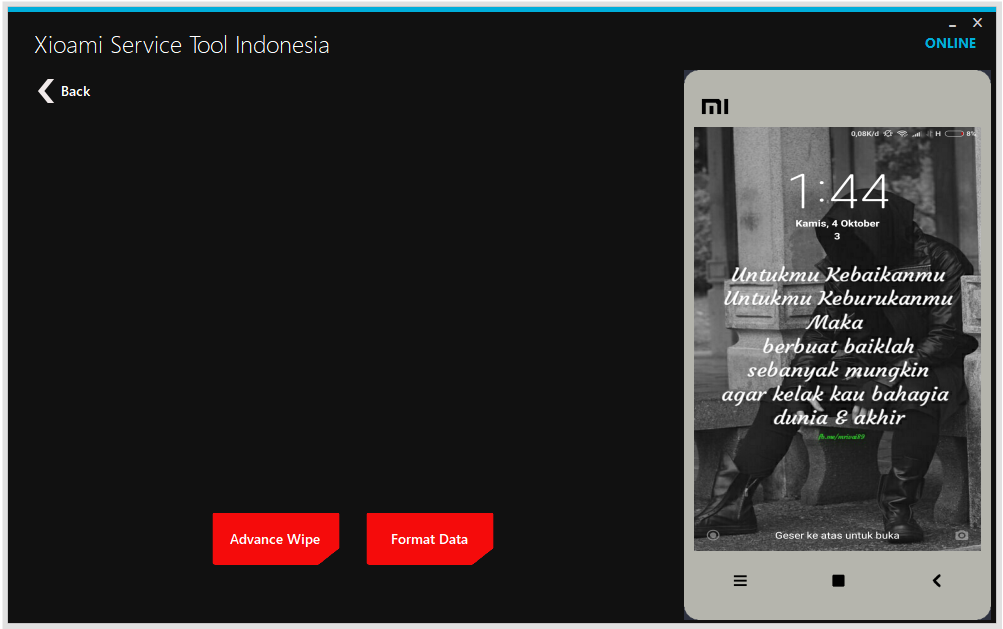 Xioami Service Tool Indonesia
ONLINE
Back
Advance Wipe
Format Data
mi
0,08K/d
H
8%
1:44
Kamis, 4 Oktober
3
Untukmu Kebaikanmu
Untukmu Keburukanmu
Maka
berbuat baiklah
sebanyak mungkin
agar kelak kau bahagia
dunia & akhir
Geser ke atas untuk buka